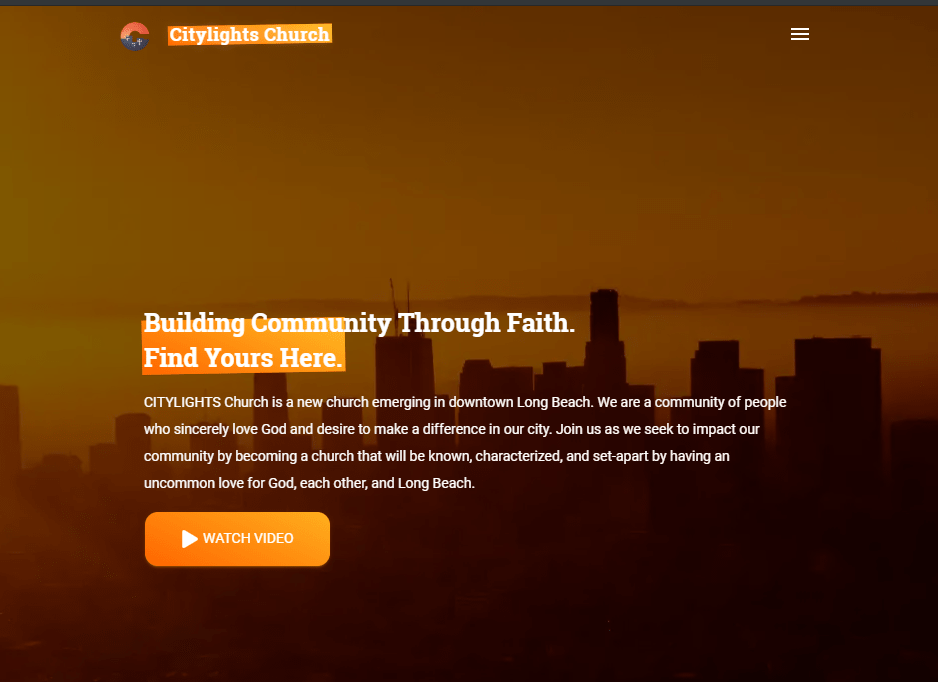 Citylights Church
Building Community Through Faith.
Find Yours Here.
CITYLIGHTS Church is a new church emerging in downtown Long Beach. We are a community of people
who sincerely love God and desire to make a difference in our city. Join us as we seek to impact our
community by becoming a church that will be known, characterized, and set-apart by having an
uncommon love for God, each other, and Long Beach.
WATCH VIDEO